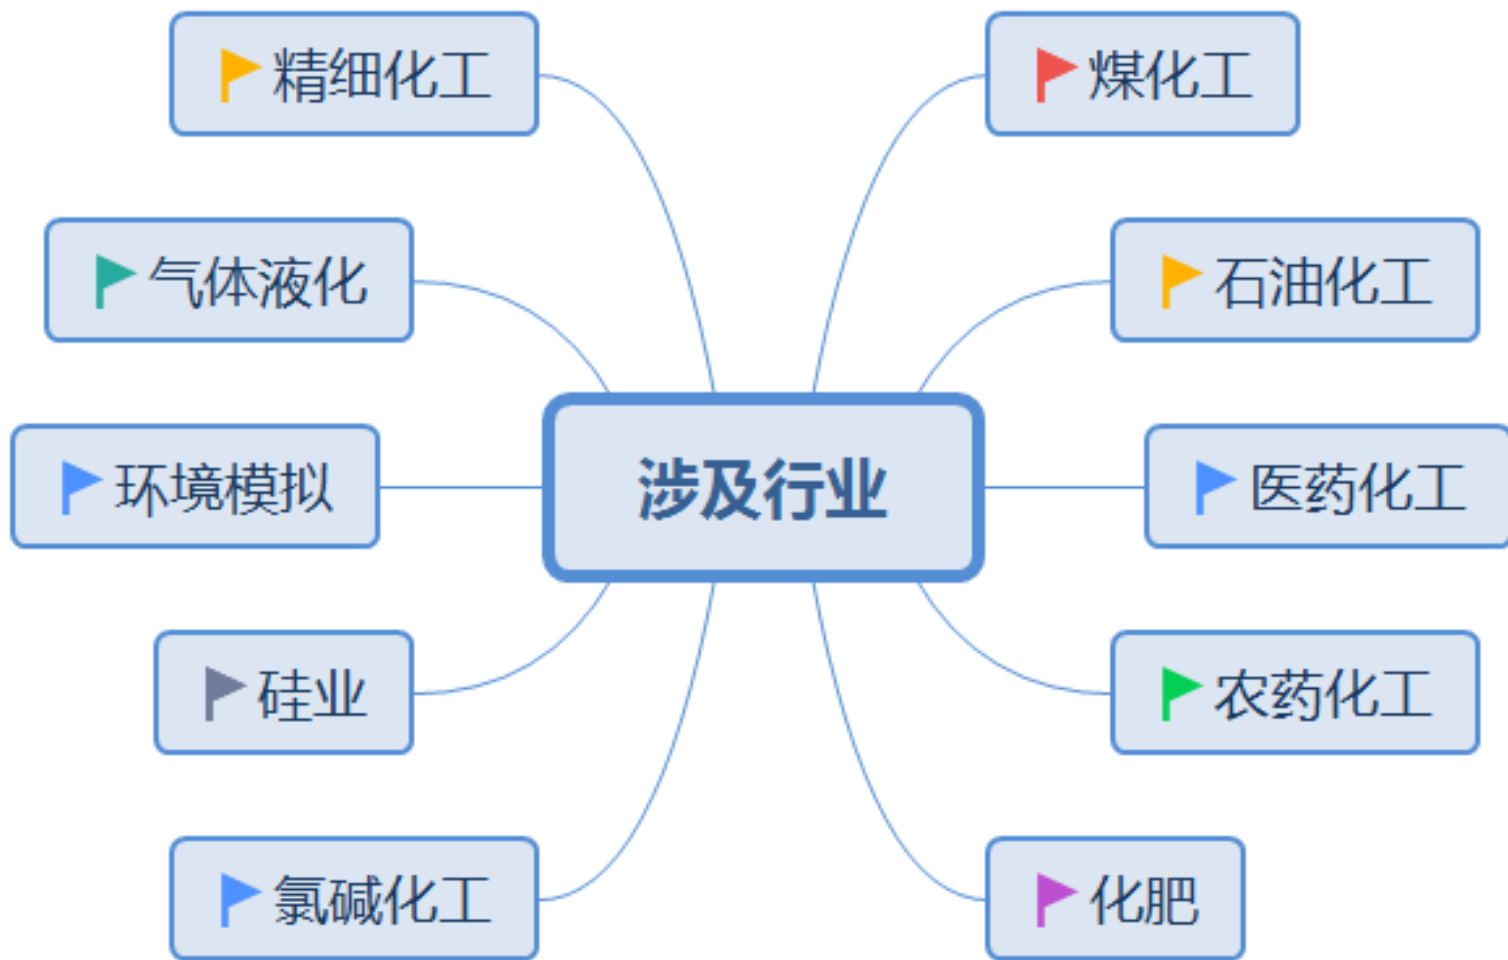 精细化工
煤化工
气体液化
石油化工
环境模拟
涉及行业
医药化工
硅业
农药化工
氯碱化工
化肥